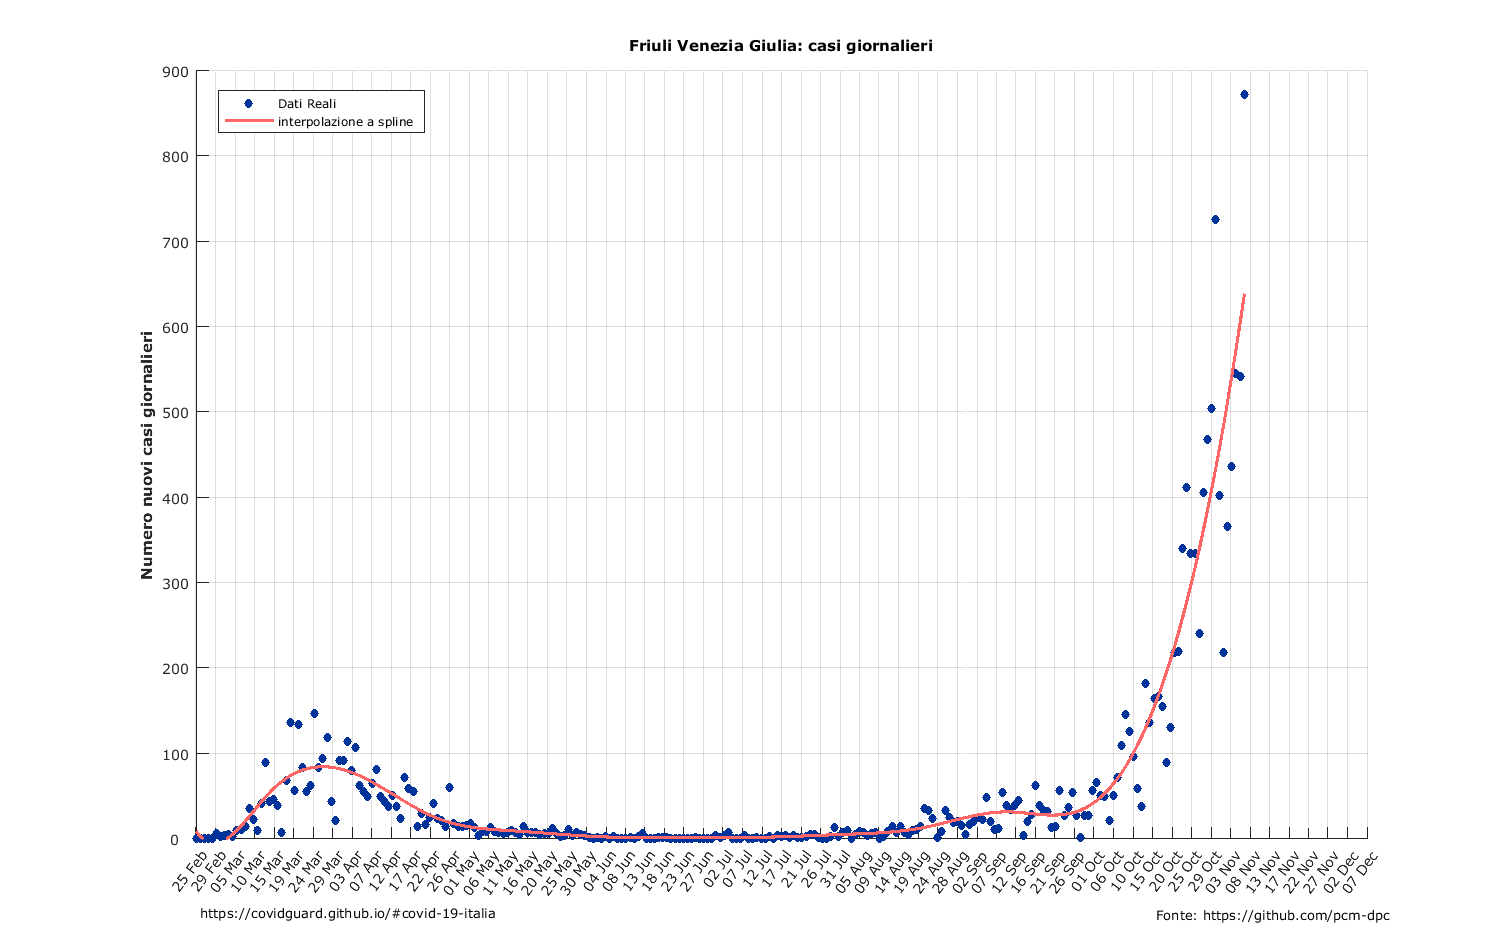 Friuli Venezia Giulia: casi giornalieri
Dati Reali
interpolazione a spline
Numero nuovi casi giornalieri
900
800
700
600
500
400
300
200
100
0
25 Feb
29 Feb
05 Mar
10 Mar
15 Mar
19 Mar
24 Mar
29 Mar
03 Apr
07 Apr
12 Apr
17 Apr
22 Apr
26 Apr
01 May
06 May
11 May
16 May
20 May
25 May
30 May
04 Jun
08 Jun
13 Jun
18 Jun
23 Jun
27 Jun
02 Jul
07 Jul
12 Jul
17 Jul
21 Jul
26 Jul
31 Jul
05 Aug
09 Aug
14 Aug
19 Aug
24 Aug
28 Aug
02 Sep
07 Sep
12 Sep
16 Sep
21 Sep
26 Sep
01 Oct
06 Oct
10 Oct
15 Oct
20 Oct
25 Oct
29 Oct
03 Nov
08 Nov
13 Nov
17 Nov
22 Nov
27 Nov
02 Dec
07 Dec
https://covidguard.github.io/#covid-19-italia
Fonte: https://github.com/pcm-dpc